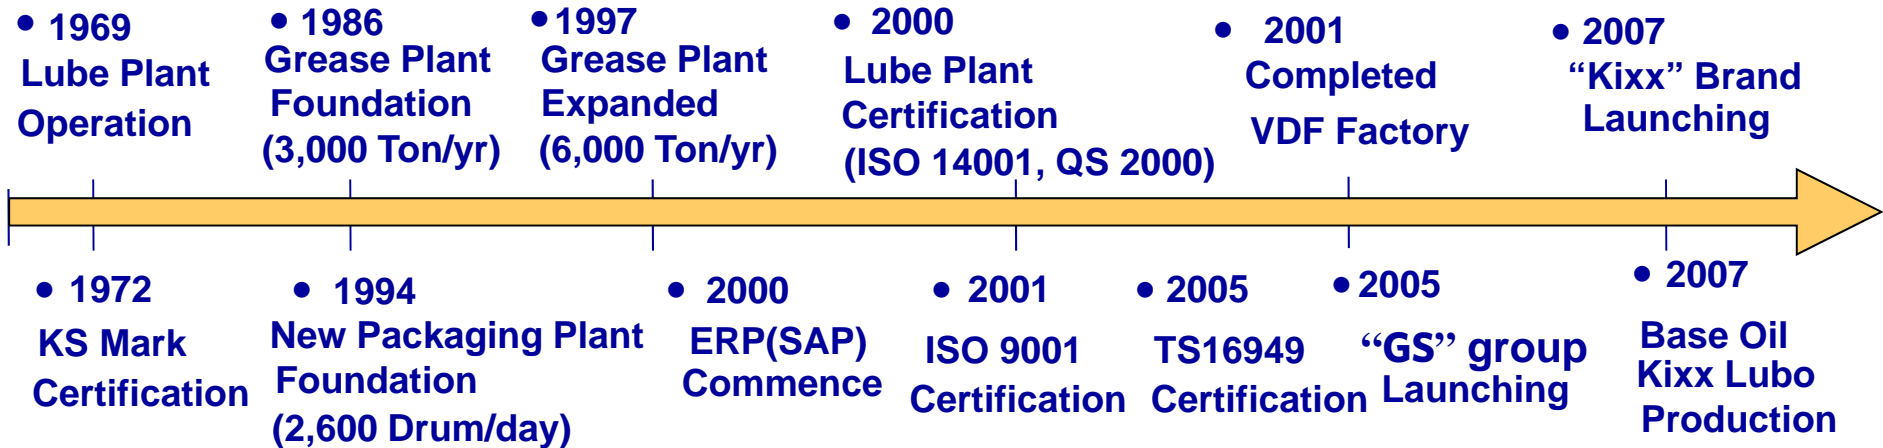 • 1969
Lube Plant
Operation
• 1986
Grease Plant
Foundation
(3,000 Ton/yr)
• 1997
Grease Plant
Expanded
(6,000 Ton/yr)
• 2000
Lube Plant
Certification
(ISO 14001, QS 2000)
• 2001
Completed
VDF Factory
• 2007
“Kixx” Brand
Launching
• 1972
KS Mark
Certification
• 1994
New Packaging Plant
Foundation
(2,600 Drum/day)
• 2000
ERP(SAP)
Commence
• 2001
ISO 9001
Certification
• 2005
TS16949
Certification
• 2005
“GS” group
Launching
• 2007
Base Oil
Kixx Lubo
Production